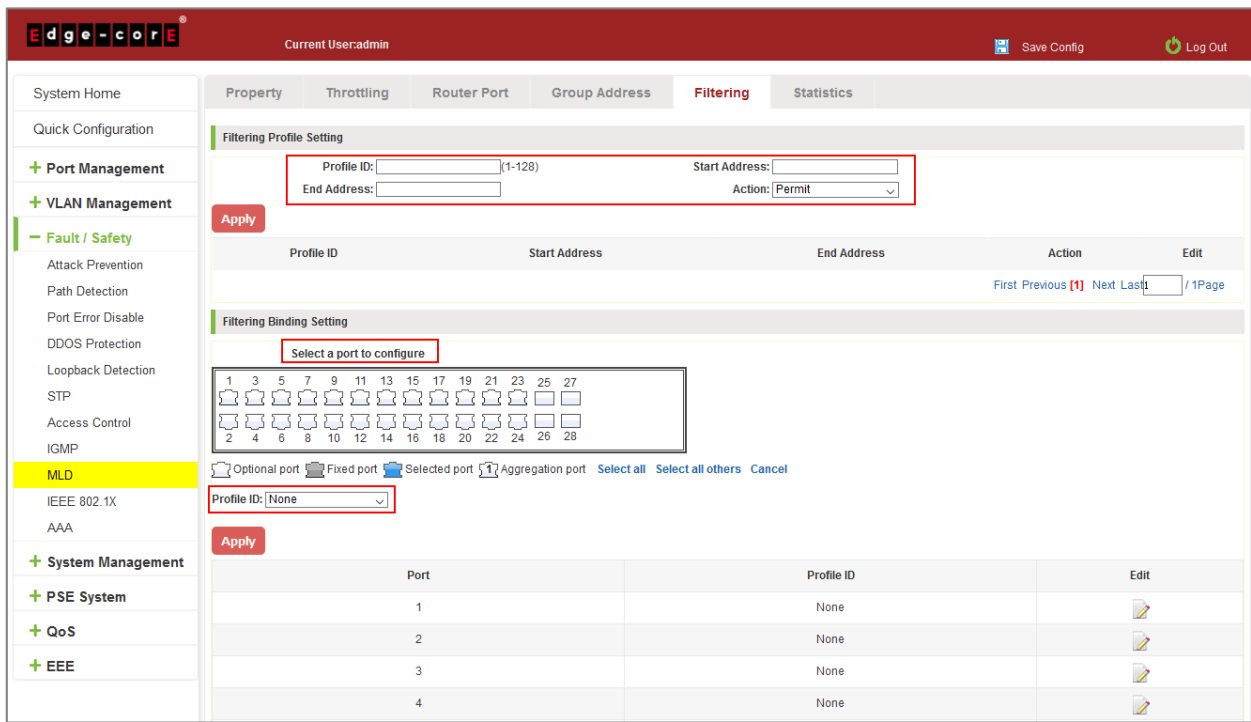 Edge-corE®
Current User:admin
Save Config
Log Out
System Home
Quick Configuration
+ Port Management
+ VLAN Management
− Fault / Safety
Attack Prevention
Path Detection
Port Error Disable
DDOS Protection
Loopback Detection
STP
Access Control
IGMP
MLD
IEEE 802.1X
AAA
+ System Management
+ PSE System
+ QoS
+ EEE
Property Throttling Router Port Group Address Filtering Statistics
Filtering Profile Setting
Profile ID: (1-128) Start Address:
End Address: Action: Permit
Apply
Profile ID Start Address End Address Action Edit
First Previous [1] Next Last 1 / 1Page
Filtering Binding Setting
Select a port to configure
1 3 5 7 9 11 13 15 17 19 21 23 25 27
2 4 6 8 10 12 14 16 18 20 22 24 26 28
Optional port Fixed port Selected port 1 Aggregation port Select all Select all others Cancel
Profile ID: None
Apply
Port Profile ID Edit
1 None
2 None
3 None
4 None